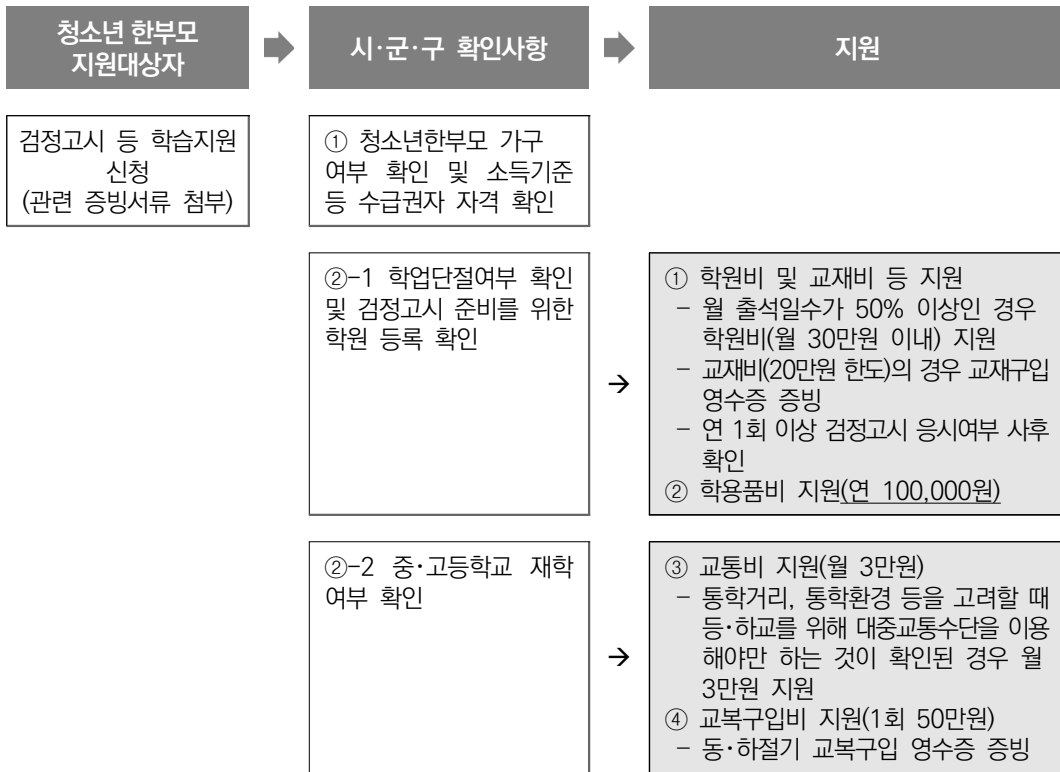 청소년 한부모
지원대상자
시·군·구 확인사항
지원
검정고시 등 학습지원
신청
(관련 증빙서류 첨부)
① 청소년한부모 가구
여부 확인 및 소득기준
등 수급권자 자격 확인
②-1 학업단절여부 확인
및 검정고시 준비를 위한
학원 등록 확인
→
① 학원비 및 교재비 등 지원
- 월 출석일수가 50% 이상인 경우
학원비(월 30만원 이내) 지원
- 교재비(20만원 한도)의 경우 교재구입
영수증 증빙
- 연 1회 이상 검정고시 응시여부 사후
확인
② 학용품비 지원(연 100,000원)
②-2 중·고등학교 재학
여부 확인
→
③ 교통비 지원(월 3만원)
- 통학거리, 통학환경 등을 고려할 때
등·하교를 위해 대중교통수단을 이용
해야만 하는 것이 확인된 경우 월
3만원 지원
④ 교복구입비 지원(1회 50만원)
- 동·하절기 교복구입 영수증 증빙